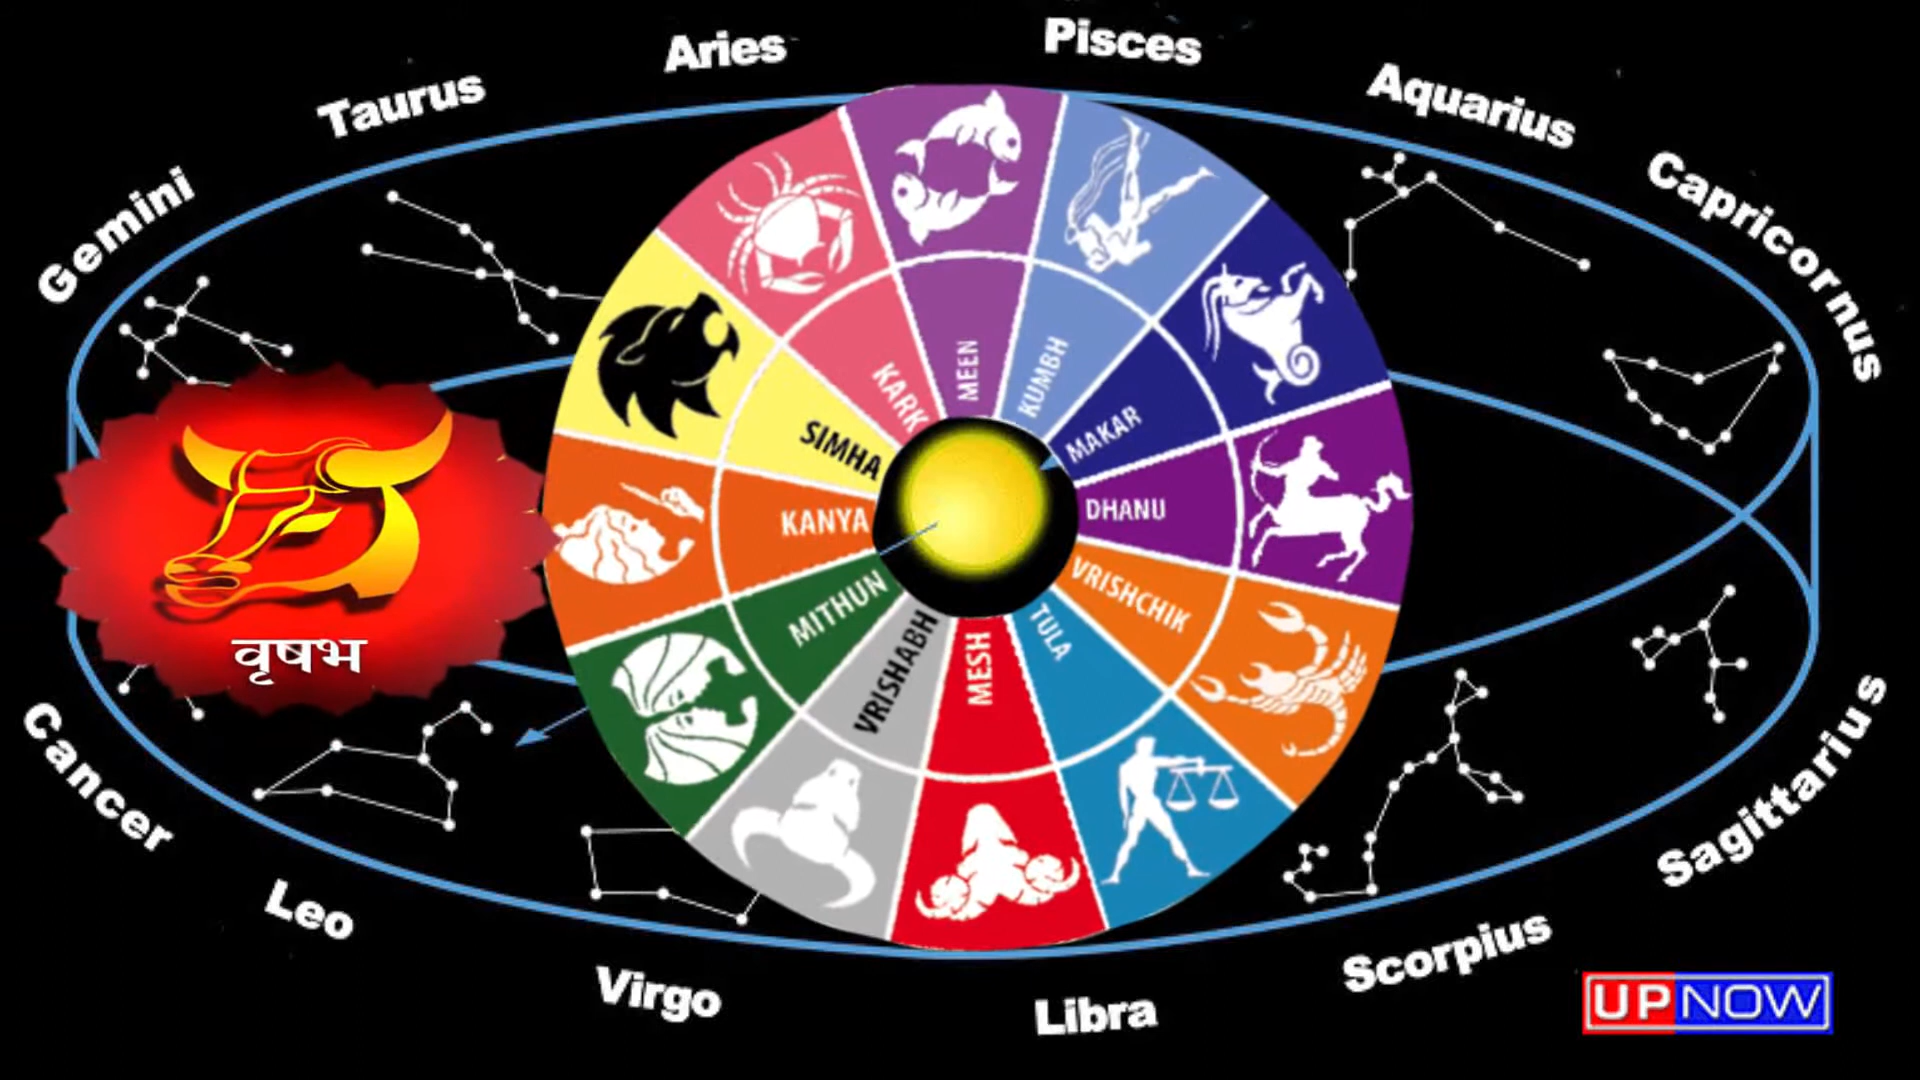 Pisces
Aries
Aquarius
Taurus
Capricornus
Gemini
MEEN
KUMBH
KARK
MAKAR
SIMHA
DHANU
KANYA
VRISHCHIK
MITHUN
TULA
VRISHABH
MESH
वृषभ
Cancer
Sagittarius
Leo
Scorpius
Virgo
Libra
UPNOW